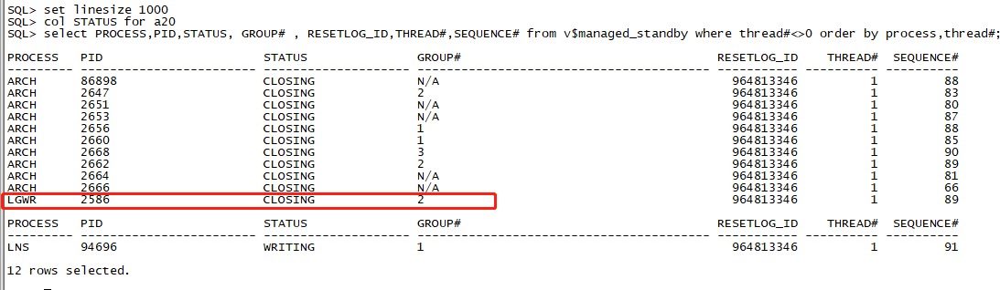 SQL> set linesize 1000
SQL> col STATUS for a20
SQL> select PROCESS,PID,STATUS, GROUP# , RESETLOG_ID,THREAD#,SEQUENCE# from v$managed_standby where thread#<>0 order by process,thread#;
PROCESS PID STATUS GROUP# RESETLOG_ID THREAD# SEQUENCE#
--------- ------------------------ -------------------- ---------------------------------------- ----------- ---------- ----------
ARCH 86898 CLOSING N/A 964813346 1 88
ARCH 2647 CLOSING 2 964813346 1 83
ARCH 2651 CLOSING N/A 964813346 1 80
ARCH 2653 CLOSING N/A 964813346 1 87
ARCH 2656 CLOSING 1 964813346 1 88
ARCH 2660 CLOSING 1 964813346 1 85
ARCH 2668 CLOSING 3 964813346 1 90
ARCH 2662 CLOSING 2 964813346 1 89
ARCH 2664 CLOSING N/A 964813346 1 81
ARCH 2666 CLOSING N/A 964813346 1 66
LGWR 2586 CLOSING 2 964813346 1 89
PROCESS PID STATUS GROUP# RESETLOG_ID THREAD# SEQUENCE#
--------- ------------------------ -------------------- ---------------------------------------- ----------- ---------- ----------
LNS 94696 WRITING 1 964813346 1 91
12 rows selected.